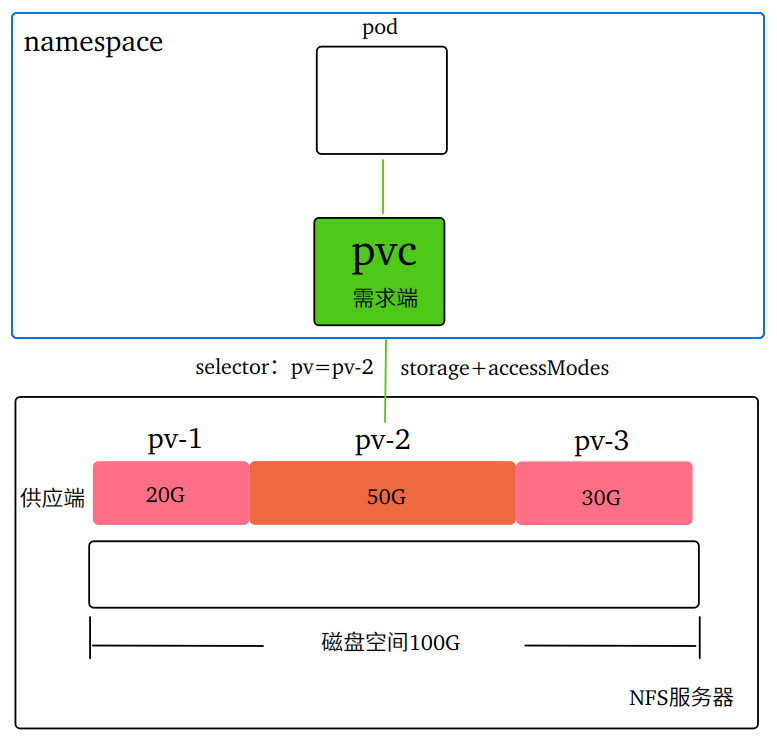 pod
namespace
pvc
需求端
selector：pv=pv-2 storage+accessModes
pv-1 pv-2 pv-3
供应端 20G 50G 30G
磁盘空间100G
NFS服务器